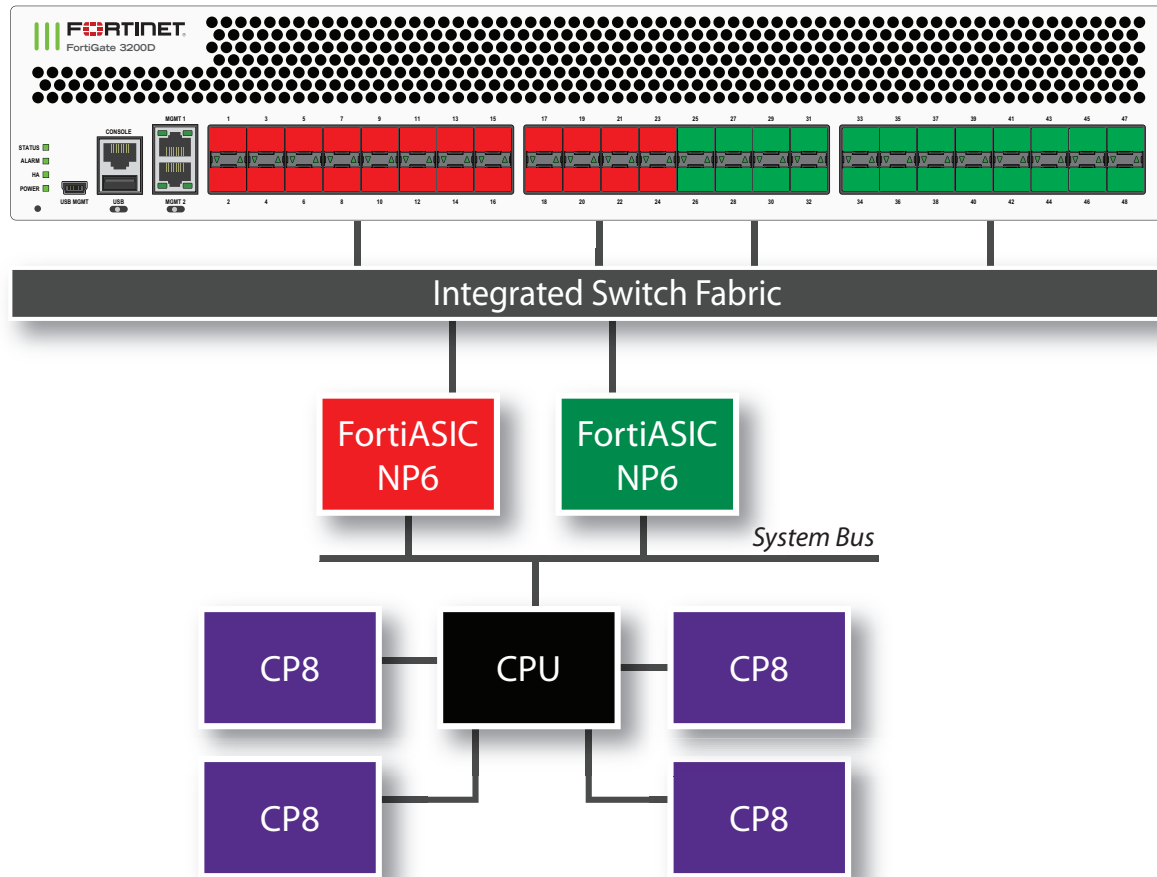 FORTINET
FortiGate 3200D
MGMT 1 1 3 5 7 9 11 13 15 17 19 21 23 25 27 29 31 33 35 37 39 41 43 45 47
CONSOLE
STATUS
ALARM
HA
POWER
USB MGMT USB MGMT 2 2 4 6 8 10 12 14 16 18 20 22 24 26 28 30 32 34 36 38 40 42 44 46 48
Integrated Switch Fabric
FortiASIC
NP6
FortiASIC
NP6
System Bus
CP8
CPU
CP8
CP8
CP8